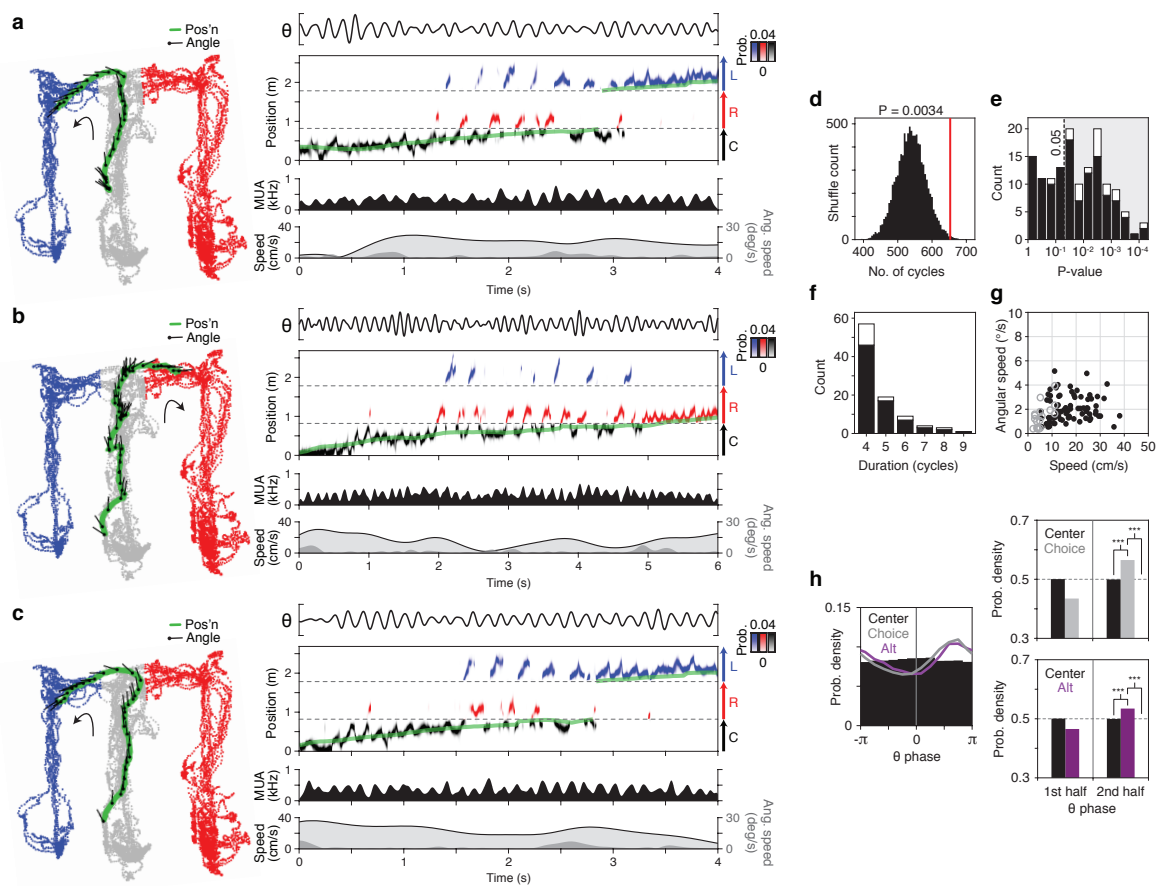 a
Pos'n
Angle
θ
Prob.
0.04
0
Position (m)
2
1
0
L
R
C
MUA
(kHz)
1
0
Speed
(cm/s)
40
0
Ang. speed
(deg/s)
30
0
0 1 2 3 4
Time (s)
b
Pos'n
Angle
θ
Prob.
0.04
0
Position (m)
2
1
0
L
R
C
MUA
(kHz)
1
0
Speed
(cm/s)
40
0
Ang. speed
(deg/s)
30
0
0 1 2 3 4 5 6
Time (s)
c
Pos'n
Angle
θ
Prob.
0.04
0
Position (m)
2
1
0
L
R
C
MUA
(kHz)
1
0
Speed
(cm/s)
40
0
Ang. speed
(deg/s)
30
0
0 1 2 3 4
Time (s)
d
P = 0.0034
Shuffle count
500
0
400 500 600 700
No. of cycles
e
0.05
Count
20
15
10
5
0
1 10⁻¹ 10⁻² 10⁻³ 10⁻⁴
P-value
f
Count
60
40
20
0
4 5 6 7 8 9
Duration (cycles)
g
Angular speed (°/s)
10
8
6
4
2
0
0 10 20 30 40 50
Speed (cm/s)
h
Prob. density
0.15
0
Center
Choice
Alt
-π 0 π
θ phase
Prob. density
0.7
0.5
0.3
Center
Choice
*** ***
Prob. density
0.7
0.5
0.3
Center
Alt
*** ***
1st half 2nd half
θ phase